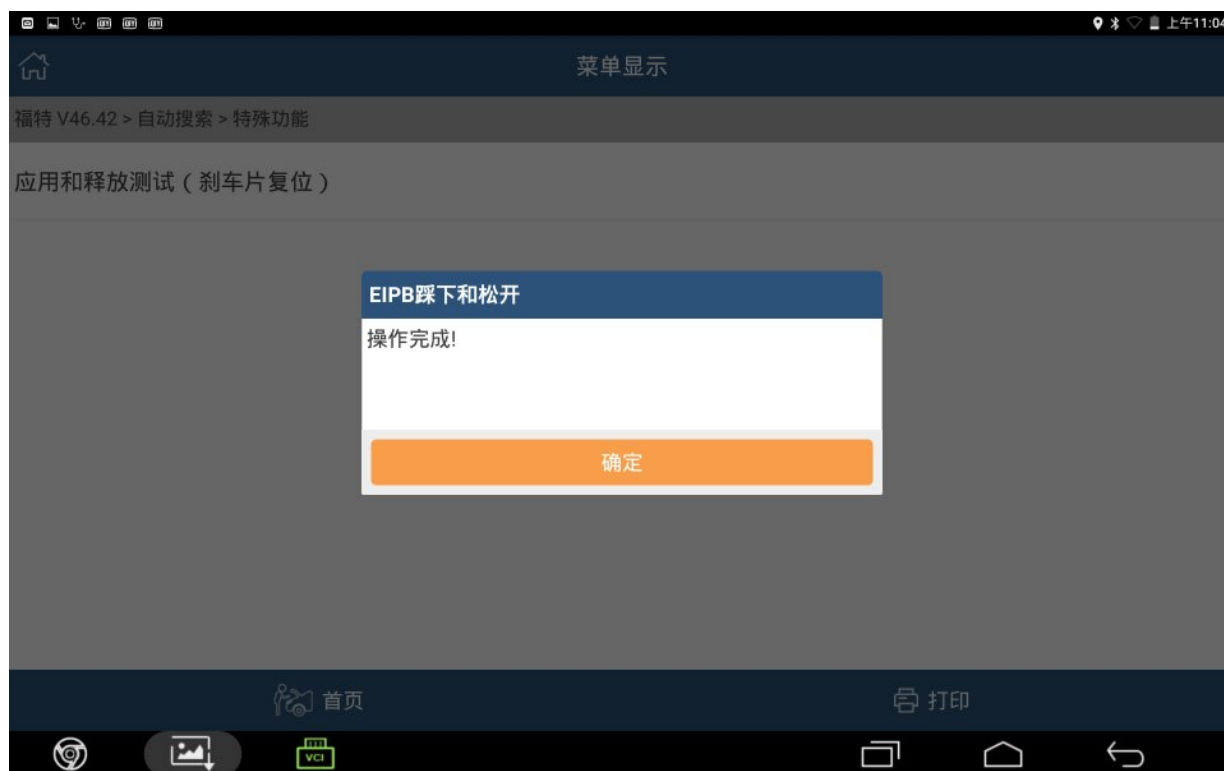 上午11:04
菜单显示
福特 V46.42 > 自动搜索 > 特殊功能
应用和释放测试（刹车片复位）
EIPB踩下和松开
操作完成!
确定
首页
打印
VCI